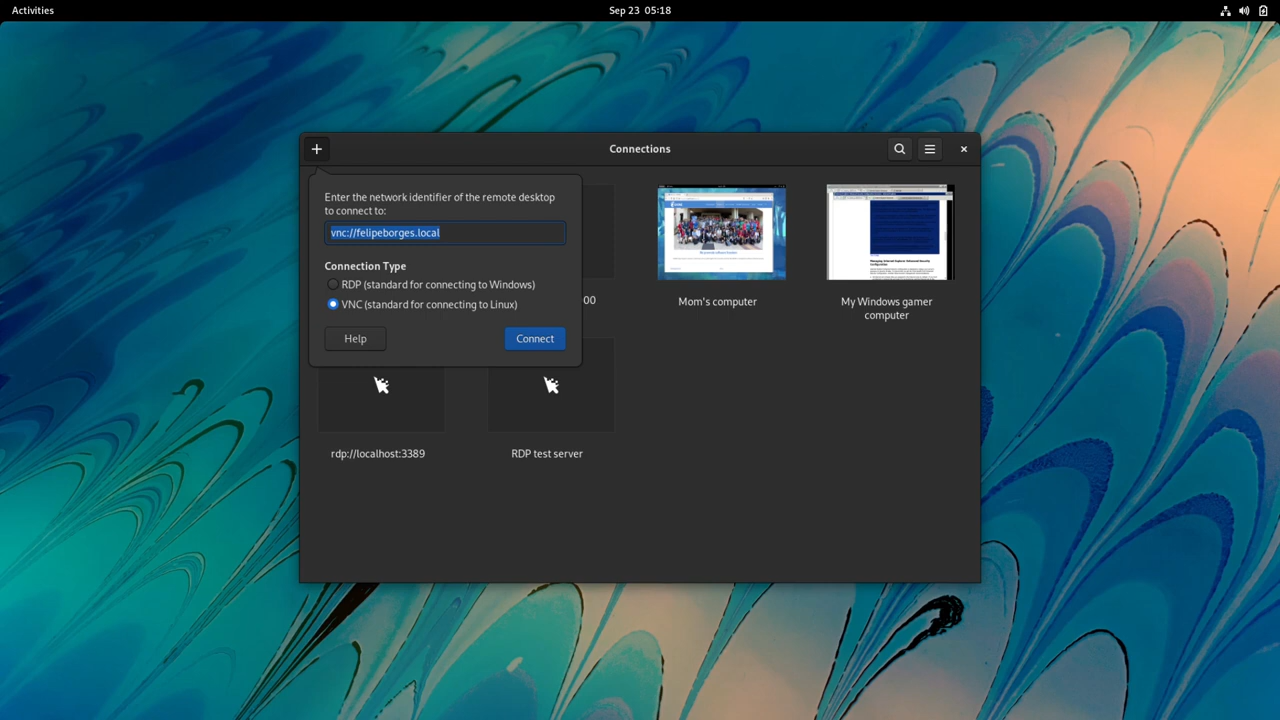 Activities
Sep 23 05:18
Connections
Enter the network identifier of the remote desktop
to connect to:
vnc://felipeborges.local
Connection Type
RDP (standard for connecting to Windows)
VNC (standard for connecting to Linux)
Help
Connect
00
Mom's computer
My Windows gamer
computer
rdp://localhost:3389
RDP test server